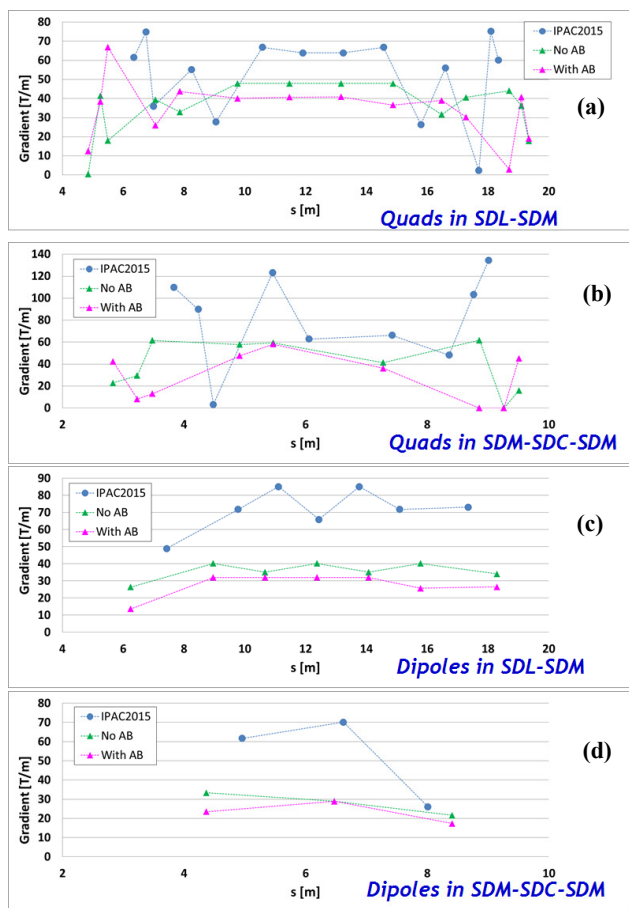 80
70
60
50
40
30
20
10
0
Gradient [T/m]
IPAC2015
No AB
With AB
(a)
4 6 8 10 12 14 16 18 20
s [m]
Quads in SDL-SDM
140
120
100
80
60
40
20
0
Gradient [T/m]
IPAC2015
No AB
With AB
(b)
2 4 6 8 10
s [m]
Quads in SDM-SDC-SDM
90
80
70
60
50
40
30
20
10
0
Gradient [T/m]
IPAC2015
No AB
With AB
(c)
4 6 8 10 12 14 16 18 20
s [m]
Dipoles in SDL-SDM
80
70
60
50
40
30
20
10
0
Gradient [T/m]
IPAC2015
No AB
With AB
(d)
2 4 6 8 10
s [m]
Dipoles in SDM-SDC-SDM